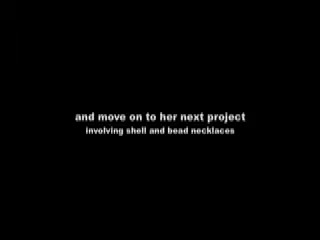 and move on to her next project
involving shell and bead necklaces